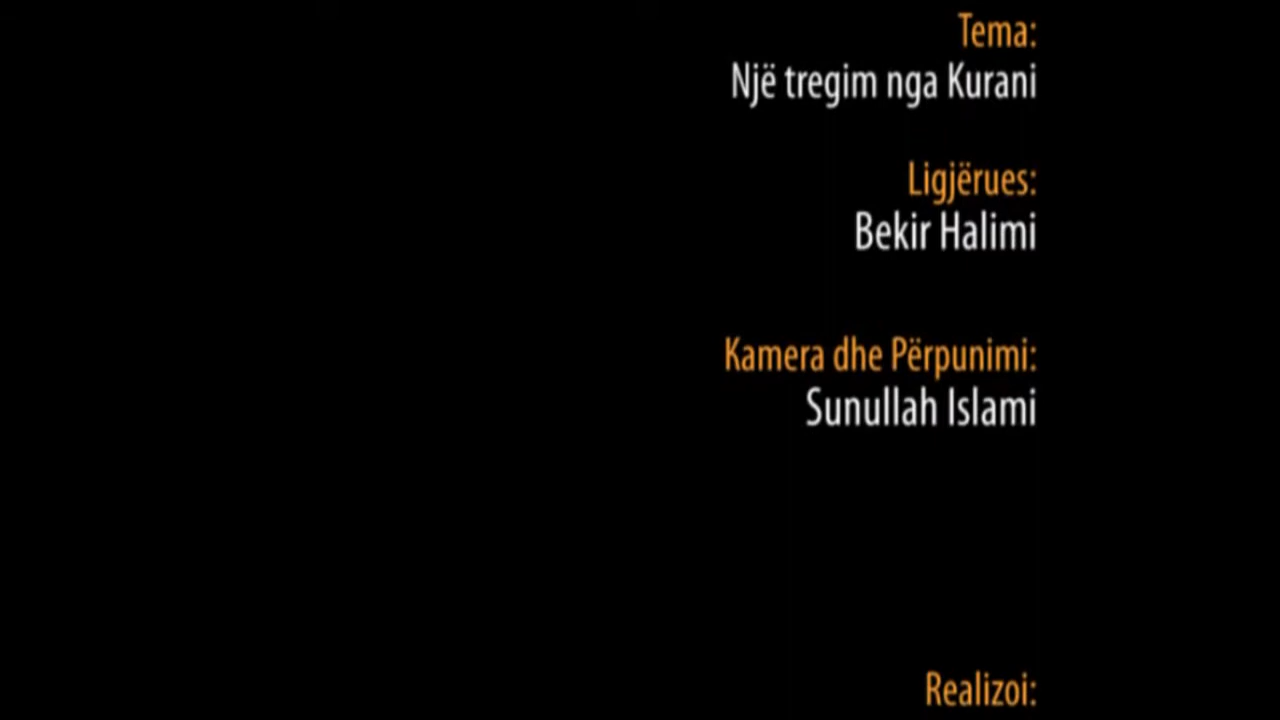 Tema:
Një tregim nga Kurani
Ligjërues:
Bekir Halimi
Kamera dhe Përpunimi:
Sunullah Islami
Realizoi: